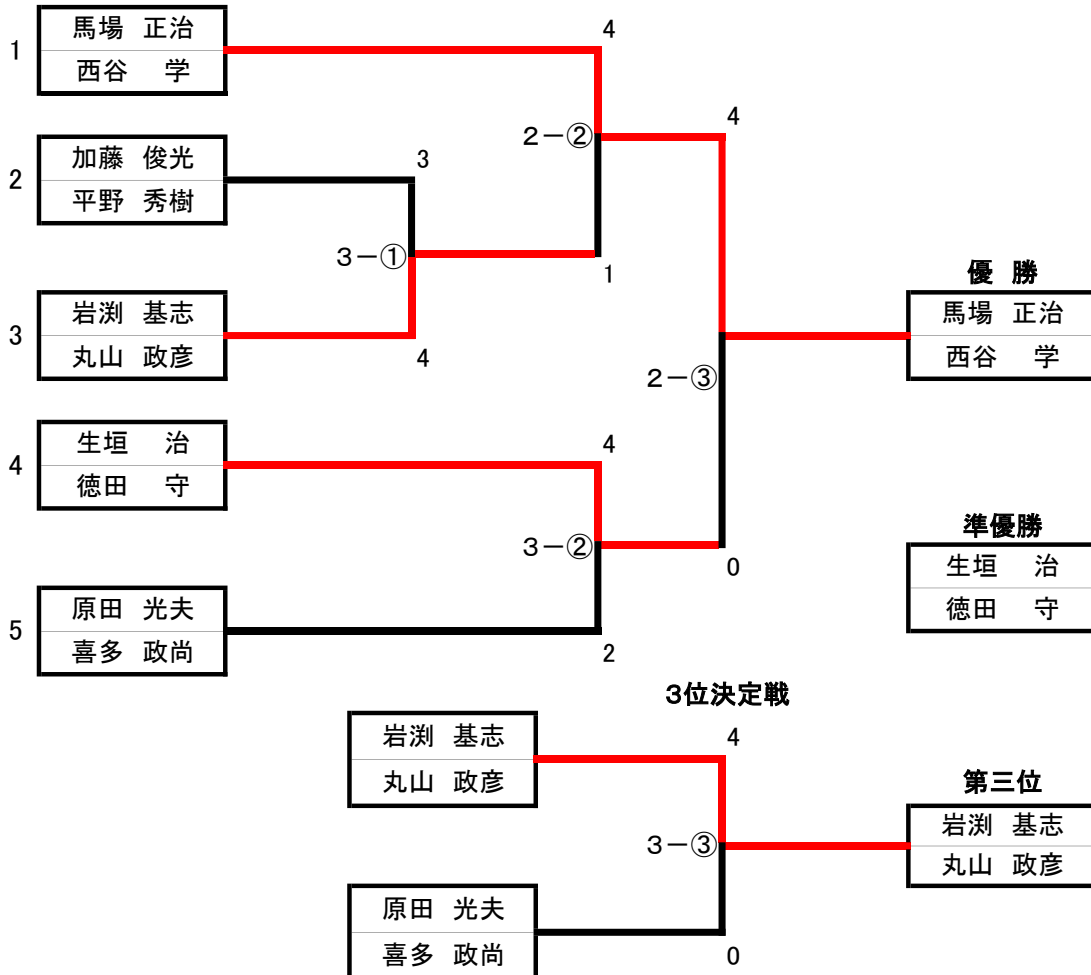 1
馬場 正治
西谷 学
4
2－②
4
2
加藤 俊光
平野 秀樹
3
3－①
1
3
岩渕 基志
丸山 政彦
4
優 勝
馬場 正治
西谷 学
2－③
4
生垣 治
徳田 守
4
3－②
0
準優勝
生垣 治
徳田 守
5
原田 光夫
喜多 政尚
2
3位決定戦
岩渕 基志
丸山 政彦
4
3－③
第三位
岩渕 基志
丸山 政彦
原田 光夫
喜多 政尚
0